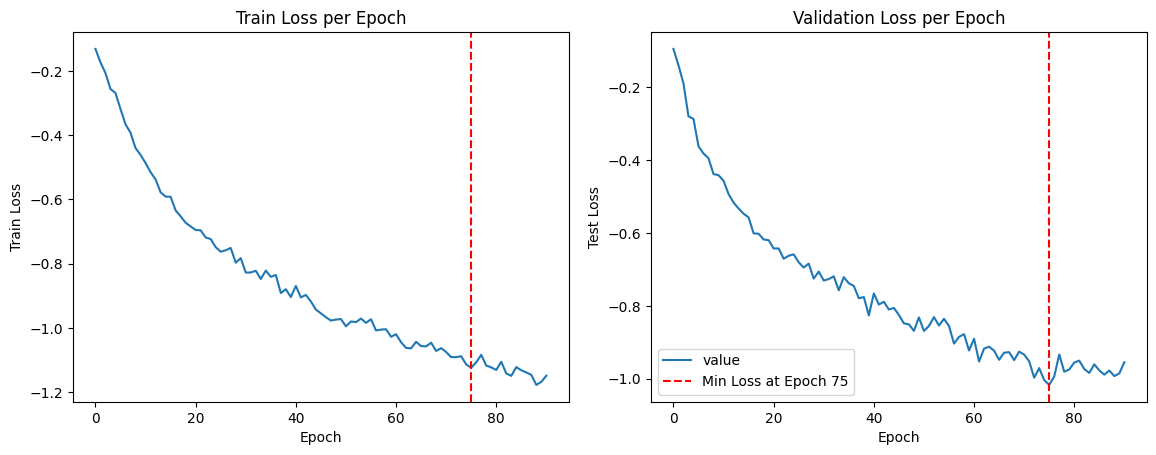 Train Loss per Epoch
Train Loss
−0.2
−0.4
−0.6
−0.8
−1.0
−1.2
0
20
40
60
80
Epoch
Validation Loss per Epoch
Test Loss
−0.2
−0.4
−0.6
−0.8
−1.0
value
Min Loss at Epoch 75
0
20
40
60
80
Epoch